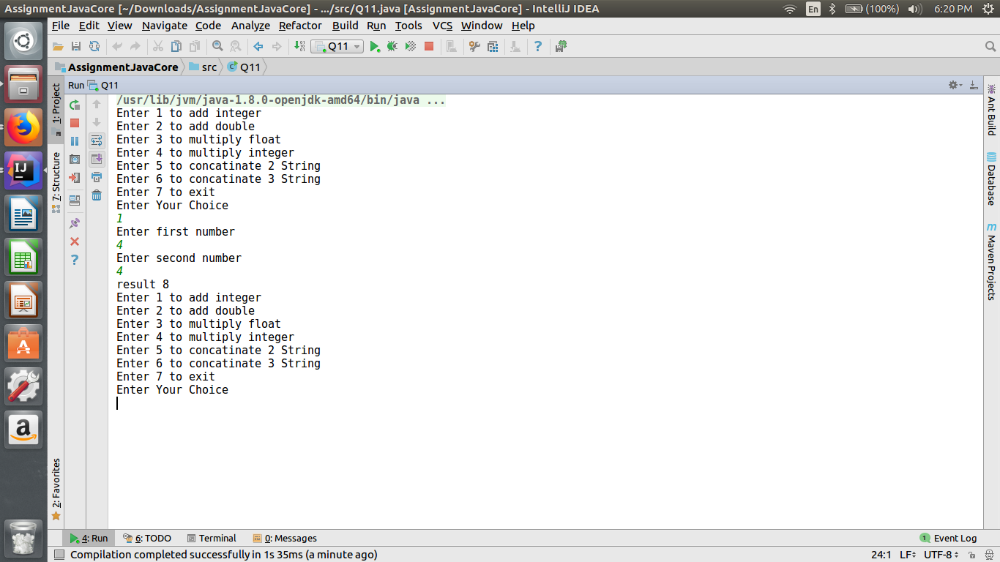 AssignmentJavaCore [~/Downloads/AssignmentJavaCore] - .../src/Q11.java [AssignmentJavaCore] - IntelliJ IDEA
En
(100%)
6:20 PM
File Edit View Navigate Code Analyze Refactor Build Run Tools VCS Window Help
Q11
AssignmentJavaCore src Q11
Run Q11
1: Project
7: Structure
2: Favorites
/usr/lib/jvm/java-1.8.0-openjdk-amd64/bin/java ...
Enter 1 to add integer
Enter 2 to add double
Enter 3 to multiply float
Enter 4 to multiply integer
Enter 5 to concatinate 2 String
Enter 6 to concatinate 3 String
Enter 7 to exit
Enter Your Choice
1
Enter first number
4
Enter second number
4
result 8
Enter 1 to add integer
Enter 2 to add double
Enter 3 to multiply float
Enter 4 to multiply integer
Enter 5 to concatinate 2 String
Enter 6 to concatinate 3 String
Enter 7 to exit
Enter Your Choice
Ant Build
Database
Maven Projects
4: Run 6: TODO Terminal 0: Messages 1 Event Log
Compilation completed successfully in 1s 35ms (a minute ago) 24:1 LF UTF-8